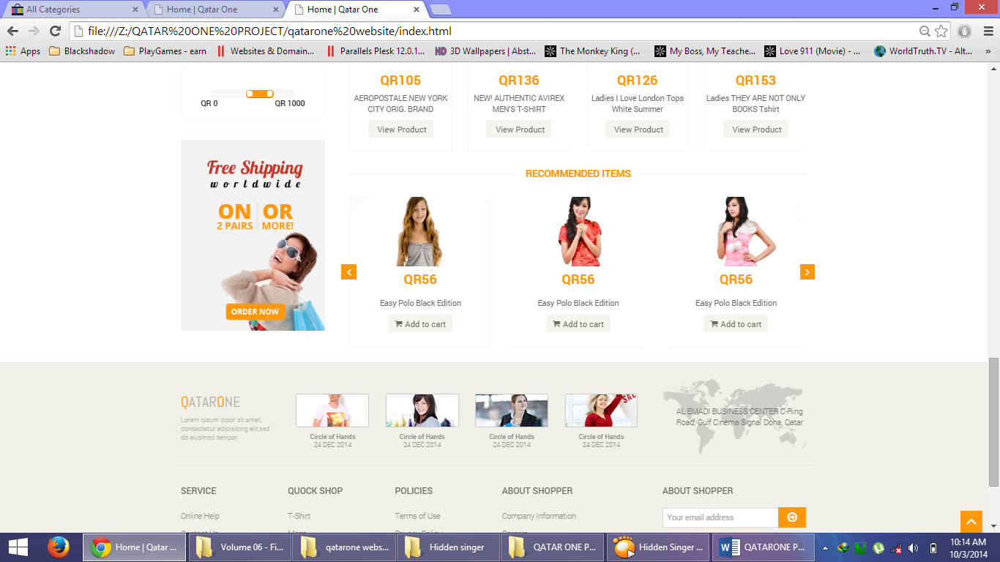 All Categories
Home | Qatar One
Home | Qatar One
file:///Z:/QATAR%20ONE%20PROJECT/qatarone%20website/index.html
Apps
Blackshadow
PlayGames - earn
Websites & Domain...
Parallels Plesk 12.0.1...
HD 3D Wallpapers | Abst...
The Monkey King (...
My Boss, My Teache...
Love 911 (Movie) - ...
WorldTruth.TV - Alt...
»
QR 0
QR 1000
QR105
AEROPOSTALE NEW YORK
CITY ORIG. BRAND
View Product
QR136
NEW! AUTHENTIC AVIREX
MEN'S T-SHIRT
View Product
QR126
Ladies I Love London Tops
White Summer
View Product
QR153
Ladies THEY ARE NOT ONLY
BOOKS Tshirt
View Product
Free Shipping
worldwide
ON OR
2 PAIRS MORE!
ORDER NOW
RECOMMENDED ITEMS
QR56
Easy Polo Black Edition
Add to cart
QR56
Easy Polo Black Edition
Add to cart
QR56
Easy Polo Black Edition
Add to cart
QATARONE
Lorem ipsum dolor sit amet,
consectetur adipisicing elit,sed
do eiusmod tempor
Circle of Hands
24 DEC 2014
Circle of Hands
24 DEC 2014
Circle of Hands
24 DEC 2014
SALE
Circle of Hands
24 DEC 2014
AL EMADI BUSINESS CENTER C-Ring
Road, Gulf Cinema Signal Doha, Qatar
SERVICE
Online Help
Contact Us
QUOCK SHOP
T-Shirt
Mens
POLICIES
Terms of Use
Privacy Policy
ABOUT SHOPPER
Company Information
Careers
ABOUT SHOPPER
Your email address
Home | Qatar ...
Volume 06 - Fi...
qatarone webs...
Hidden singer
QATAR ONE P...
Hidden Singer ...
QATARONE P...
10:14 AM
10/3/2014